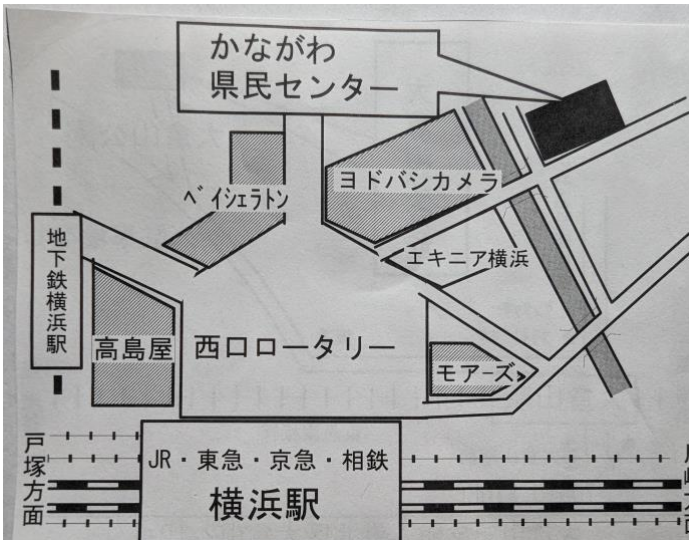 かながわ
県民センター
ヨドバシカメラ
ベイシェラトン
エキニア横浜
地下鉄横浜駅
高島屋
西口ロータリー
モアーズ
戸塚方面
JR・東急・京急・相鉄
横浜駅